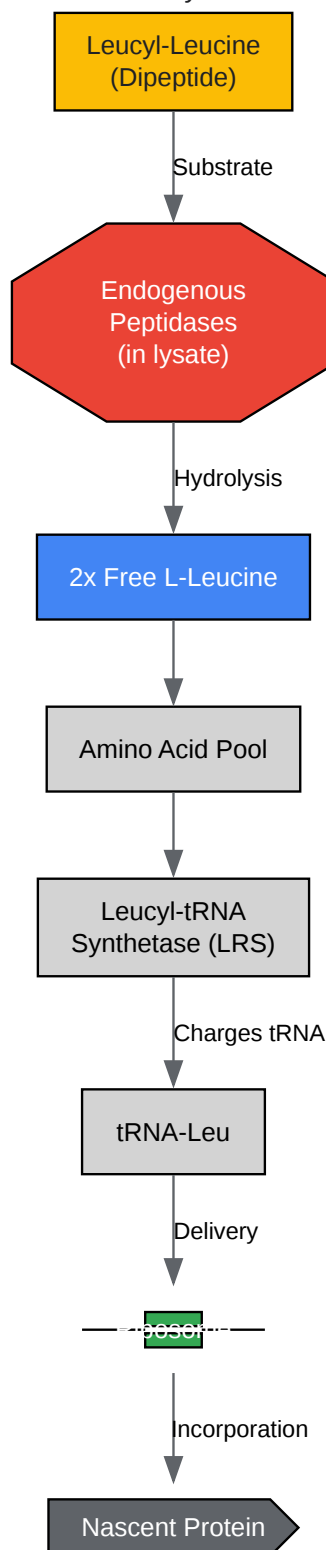 Leucyl-Leucine
(Dipeptide)
Substrate
Endogenous
Peptidases
(in lysate)
Hydrolysis
2x Free L-Leucine
Amino Acid Pool
Leucyl-tRNA
Synthetase (LRS)
Charges tRNA
tRNA-Leu
Delivery
Ribosome
Incorporation
Nascent Protein